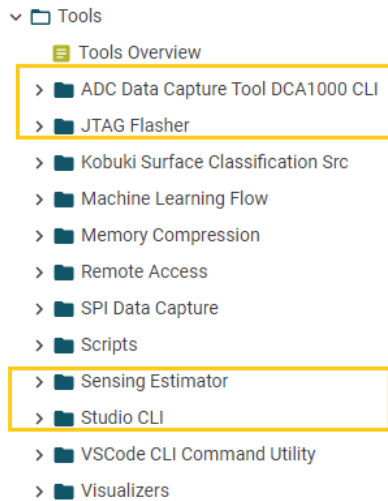 Tools
Tools Overview
ADC Data Capture Tool DCA1000 CLI
JTAG Flasher
Kobuki Surface Classification Src
Machine Learning Flow
Memory Compression
Remote Access
SPI Data Capture
Scripts
Sensing Estimator
Studio CLI
VSCode CLI Command Utility
Visualizers